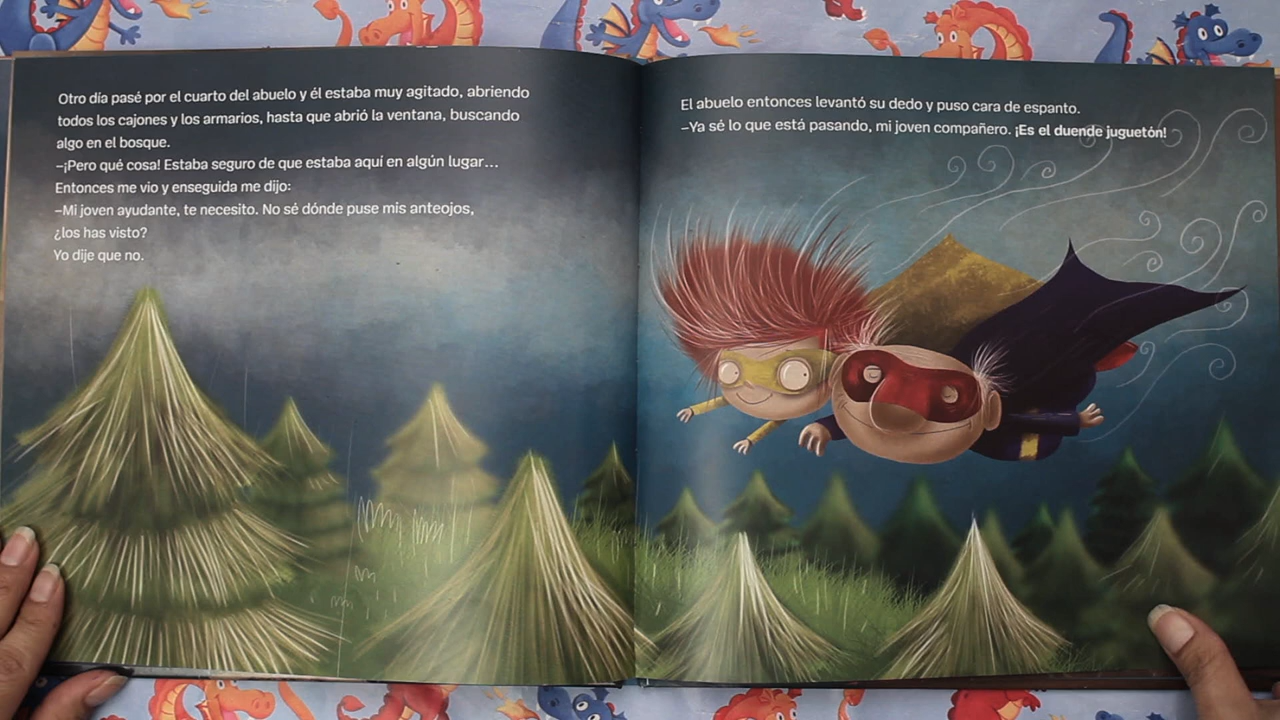 Otro día pasé por el cuarto del abuelo y él estaba muy agitado, abriendo
todos los cajones y los armarios, hasta que abrió la ventana, buscando
algo en el bosque.
–¡Pero qué cosa! Estaba seguro de que estaba aquí en algún lugar...
Entonces me vio y enseguida me dijo:
–Mi joven ayudante, te necesito. No sé dónde puse mis anteojos,
¿los has visto?
Yo dije que no.
El abuelo entonces levantó su dedo y puso cara de espanto.
–Ya sé lo que está pasando, mi joven compañero. ¡Es el duende juguetón!